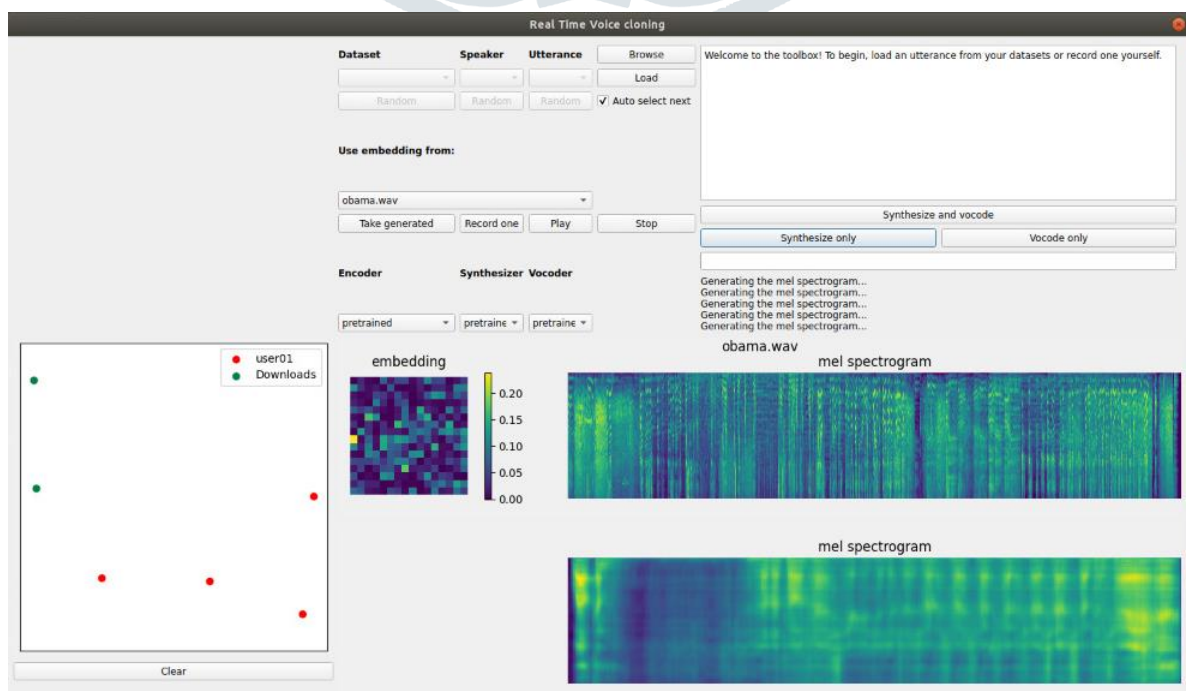 Real Time Voice cloning
Dataset Speaker Utterance Browse
Load
Random Random Random Auto select next
Use embedding from:
obama.wav
Take generated Record one Play Stop
Encoder Synthesizer Vocoder
pretrained pretraine pretraine
Welcome to the toolbox! To begin, load an utterance from your datasets or record one yourself.
Synthesize and vocode
Synthesize only Vocode only
Generating the mel spectrogram...
Generating the mel spectrogram...
Generating the mel spectrogram...
Generating the mel spectrogram...
Generating the mel spectrogram...
user01
Downloads
Clear
embedding
0.20
0.15
0.10
0.05
0.00
obama.wav
mel spectrogram
mel spectrogram